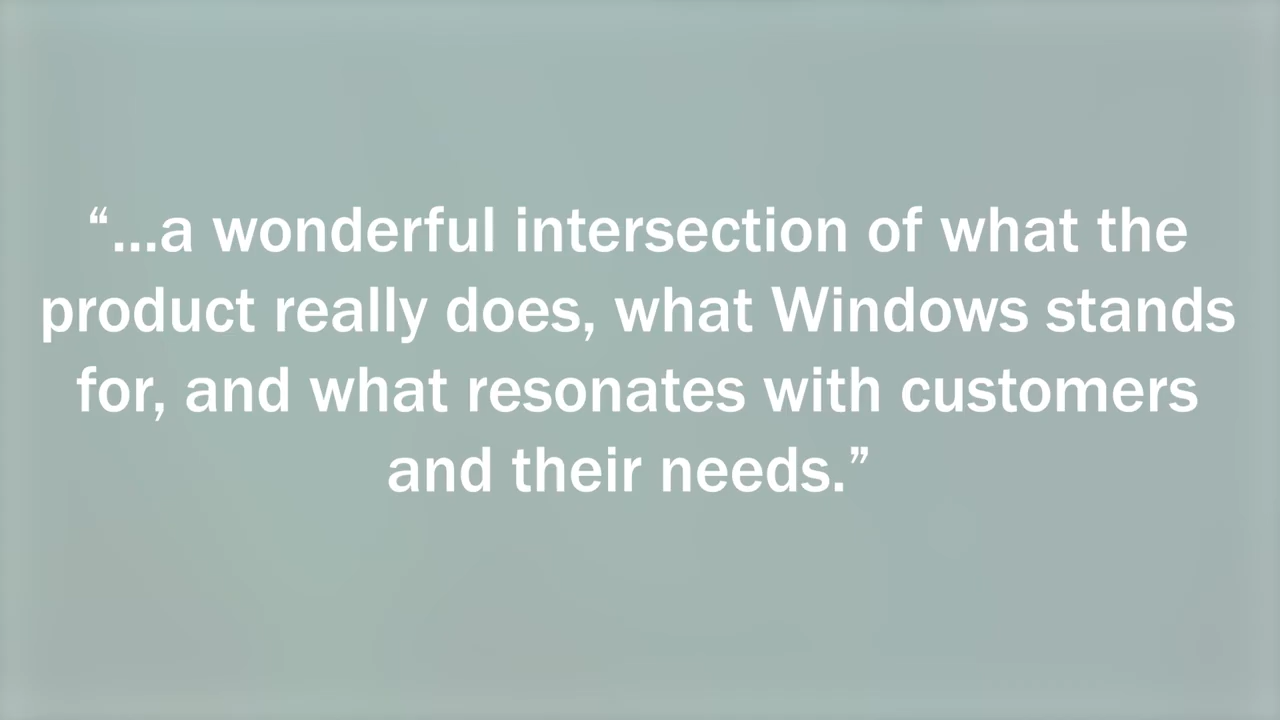 “...a wonderful intersection of what the
product really does, what Windows stands
for, and what resonates with customers
and their needs.”